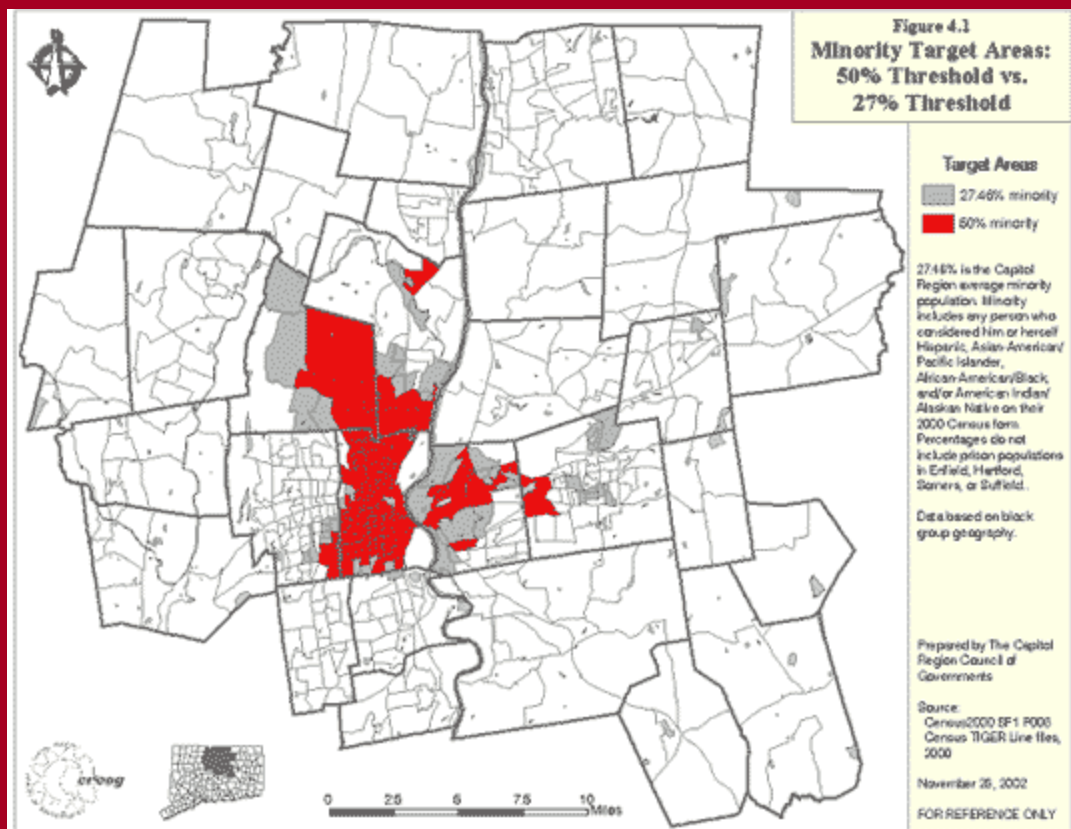 Figure 4.1
Minority Target Areas:
50% Threshold vs.
27% Threshold
Target Areas
27.46% minority
50% minority
27.46% is the Capitol
Region average minority
population. Minority
includes any person who
considered him or herself
Hispanic, Asian-American/
Pacific Islander,
African-American/Black,
and/or American Indian/
Alaskan Native on their
2000 Census form.
Percentages do not
include prison populations
in Enfield, Hartford,
Somers, or Suffield.
Data based on block
group geography.
Prepared by The Capitol
Region Council of
Governments
Source:
Census2000 SF1 P008
Census TIGER Line files,
2000
November 26, 2002
FOR REFERENCE ONLY
crcog
0 2.5 5 7.5 10
Miles